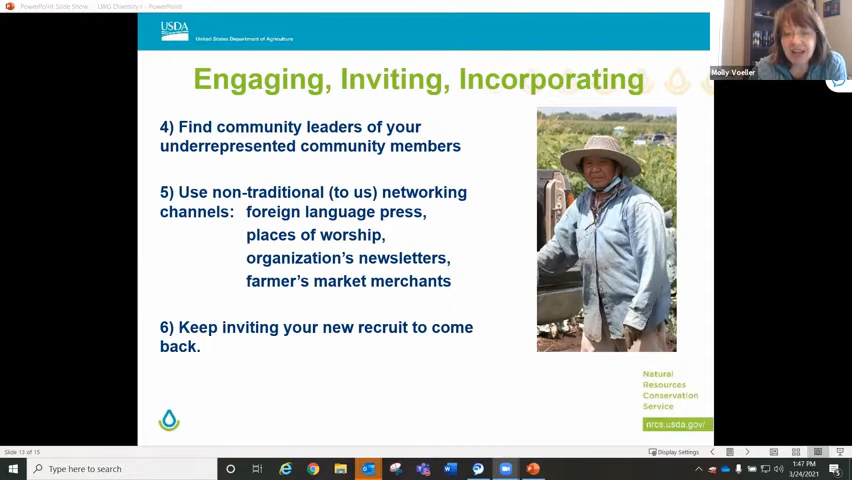 PowerPoint Slide Show - LWG Diversity I - PowerPoint
USDA
United States Department of Agriculture
Molly Voeller
Engaging, Inviting, Incorporating
4) Find community leaders of your
underrepresented community members
5) Use non-traditional (to us) networking
channels: foreign language press,
places of worship,
organization's newsletters,
farmer's market merchants
6) Keep inviting your new recruit to come
back.
Natural
Resources
Conservation
Service
nrcs.usda.gov/
Slide 13 of 15
Display Settings
Type here to search
1:47 PM
3/24/2021